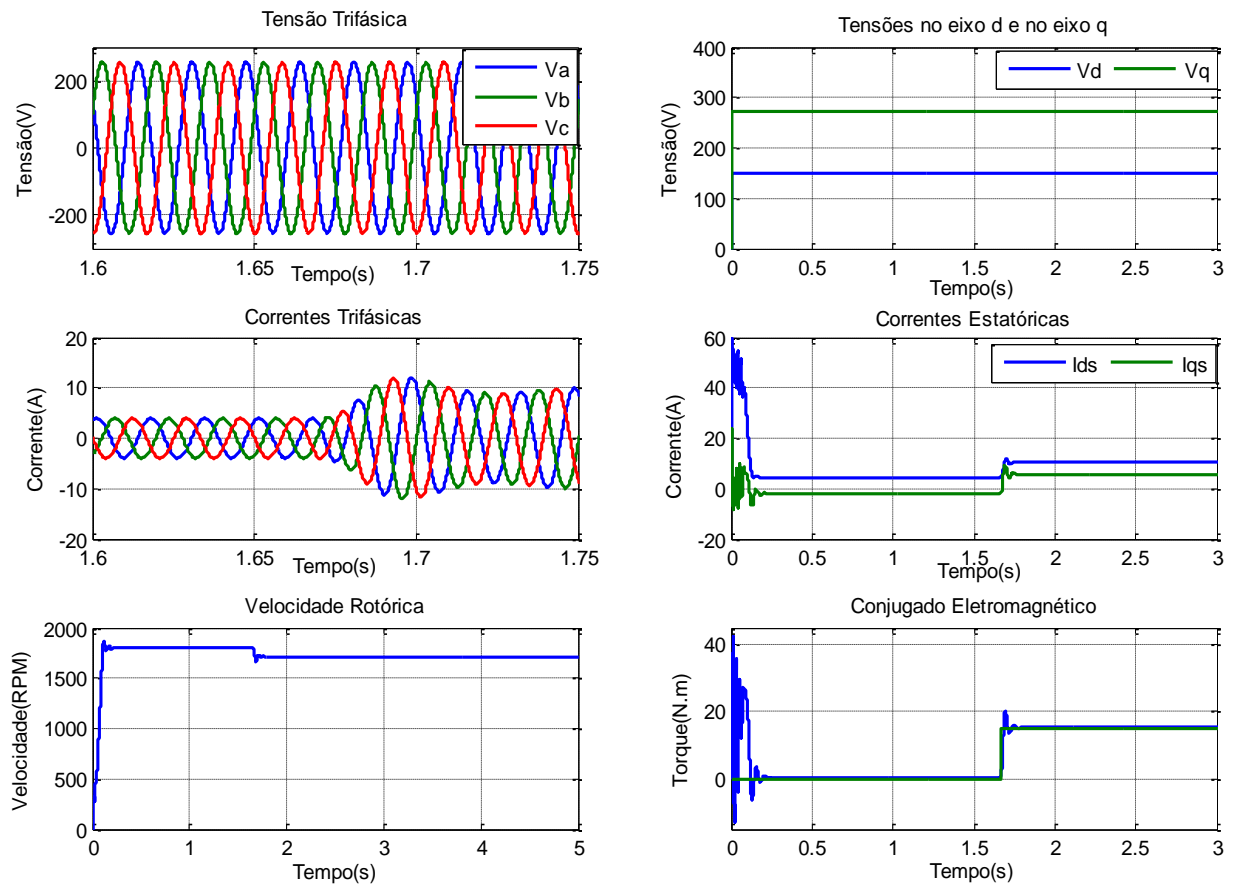 Tensão Trifásica
200
0
-200
Tensão(V)
Va
Vb
Vc
1.6
1.65
1.7
1.75
Tempo(s)
Tensões no eixo d e no eixo q
400
300
200
100
0
Tensão(V)
Vd
Vq
0
0.5
1
1.5
2
2.5
3
Tempo(s)
Correntes Trifásicas
20
10
0
-10
-20
Corrente(A)
1.6
1.65
1.7
1.75
Tempo(s)
Correntes Estatóricas
60
40
20
0
-20
Corrente(A)
Ids
Iqs
0
0.5
1
1.5
2
2.5
3
Tempo(s)
Velocidade Rotórica
2000
1500
1000
500
0
Velocidade(RPM)
0
1
2
3
4
5
Tempo(s)
Conjugado Eletromagnético
40
20
0
Torque(N.m)
0
0.5
1
1.5
2
2.5
3
Tempo(s)